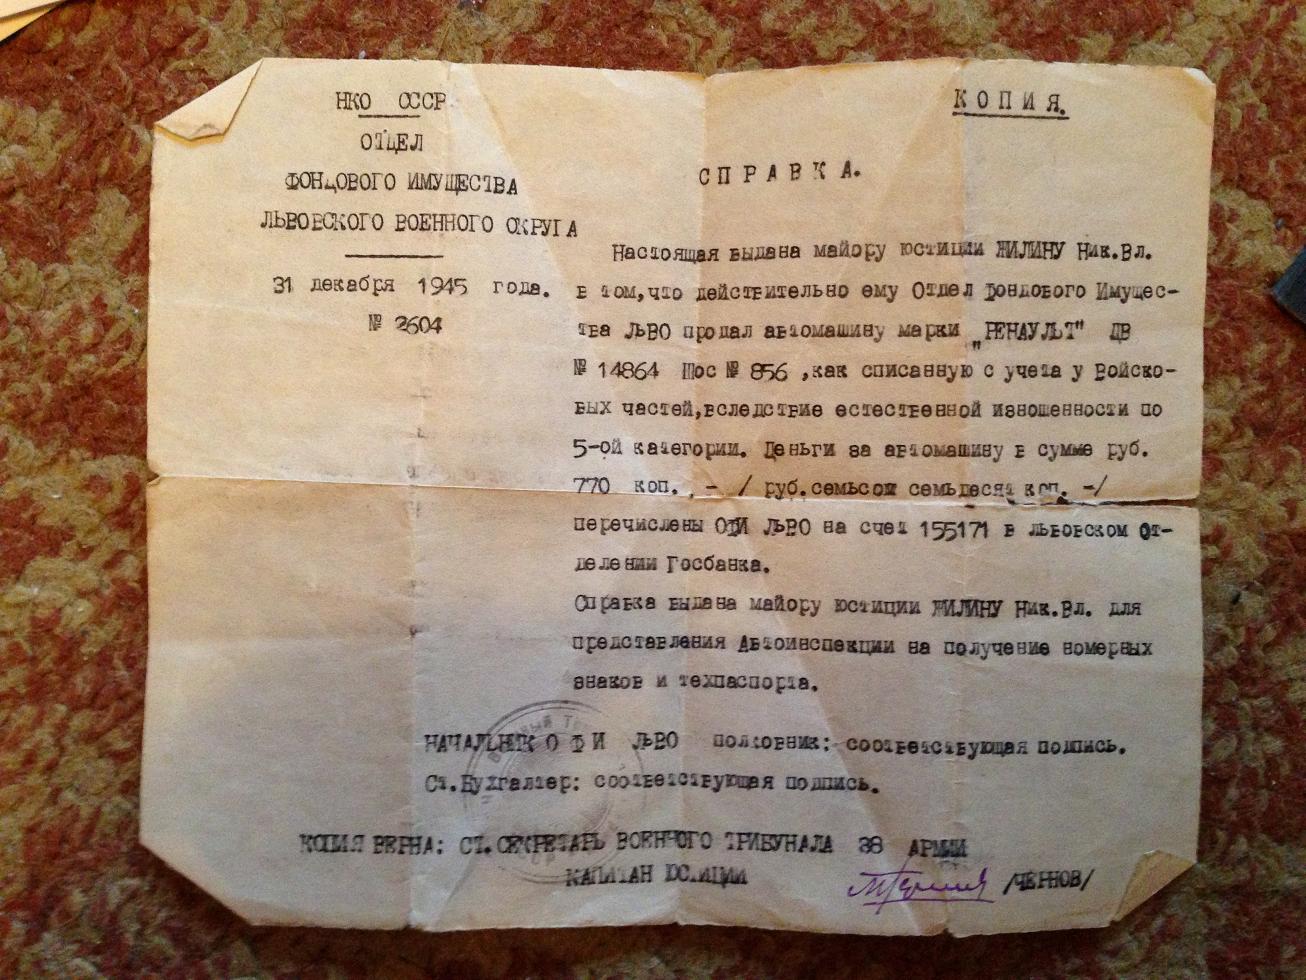 НКО СССР
ОТДЕЛ
ФОНДОВОГО ИМУЩЕСТВА
ЛЬВОВСКОГО ВОЕННОГО ОКРУГА
31 декабря 1945 года.
№ 2604
КОПИЯ.
СПРАВКА.
Настоящая выдана майору юстиции ЖИЛИНУ Ник.Вл.
в том,что действительно ему Отдел фондового Имущес-
тва ЛЬВО продал автомашину марки „РЕНАУЛЬТ" ДВ
№ 14864 Шос № 856 ,как списанную с учета у Войско-
вых частей,вследствие естественной изношенности по
5-ой категории. Деньги за автомашину в сумме руб.
770 коп. - / руб.семьсот семьдесят коп. -/
перечислены ОФИ ЛЬВО на счет 155171 в львовском От-
делении Госбанка.
Справка выдана майору юстиции ЖИЛИНУ Ник.Вл. для
представления Автоинспекции на получение номерных
знаков и техпаспорта.
НАЧАЛЬНИК О Ф И ЛЬВО полковник: соответствующая подпись.
Ст.Бухгалтер: соответствующая подпись.
КОПИЯ ВЕРНА: СТ.СЕКРЕТАРЬ ВОЕННОГО ТРИБУНАЛА 38 АРМИИ
КАПИТАН ЮСТИЦИИ /ЧЕРНОВ/